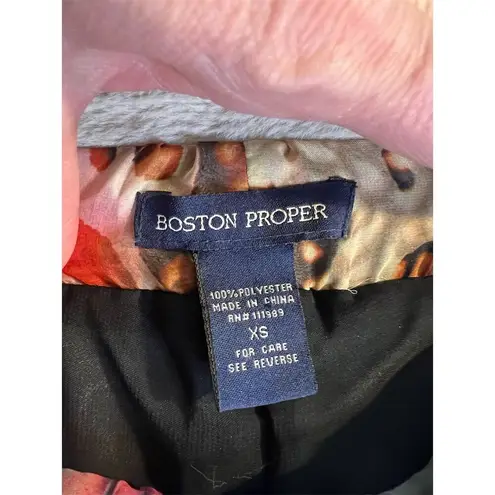 BOSTON PROPER
100% POLYESTER
MADE IN CHINA
RN# 111989
XS
FOR CARE
SEE REVERSE